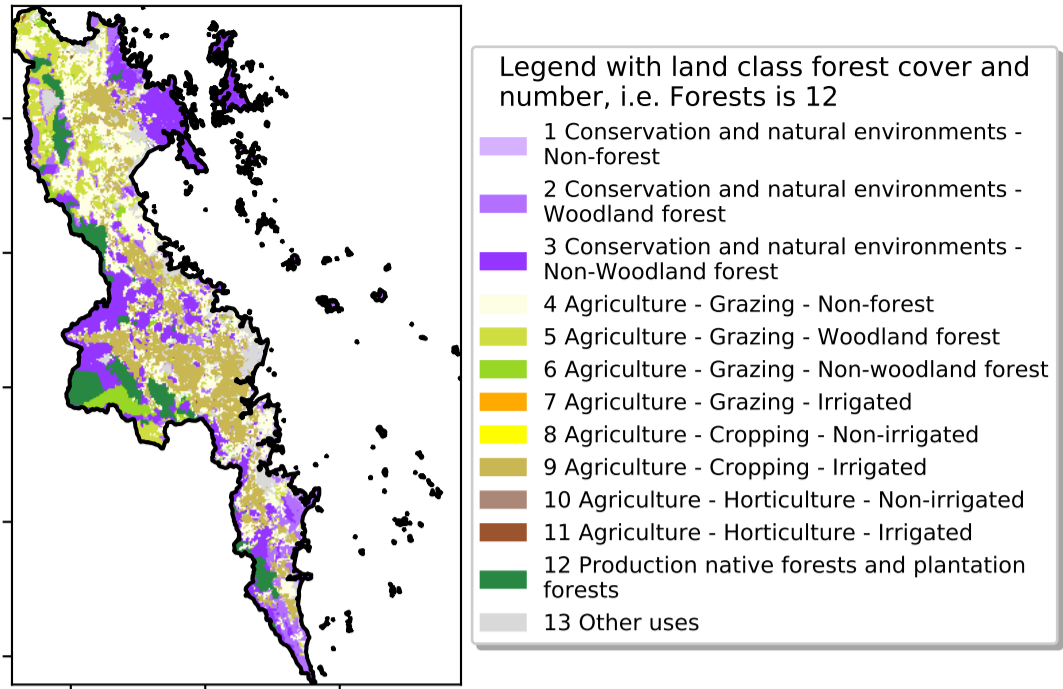 Legend with land class forest cover and
number, i.e. Forests is 12
1 Conservation and natural environments -
Non-forest
2 Conservation and natural environments -
Woodland forest
3 Conservation and natural environments -
Non-Woodland forest
4 Agriculture - Grazing - Non-forest
5 Agriculture - Grazing - Woodland forest
6 Agriculture - Grazing - Non-woodland forest
7 Agriculture - Grazing - Irrigated
8 Agriculture - Cropping - Non-irrigated
9 Agriculture - Cropping - Irrigated
10 Agriculture - Horticulture - Non-irrigated
11 Agriculture - Horticulture - Irrigated
12 Production native forests and plantation
forests
13 Other uses